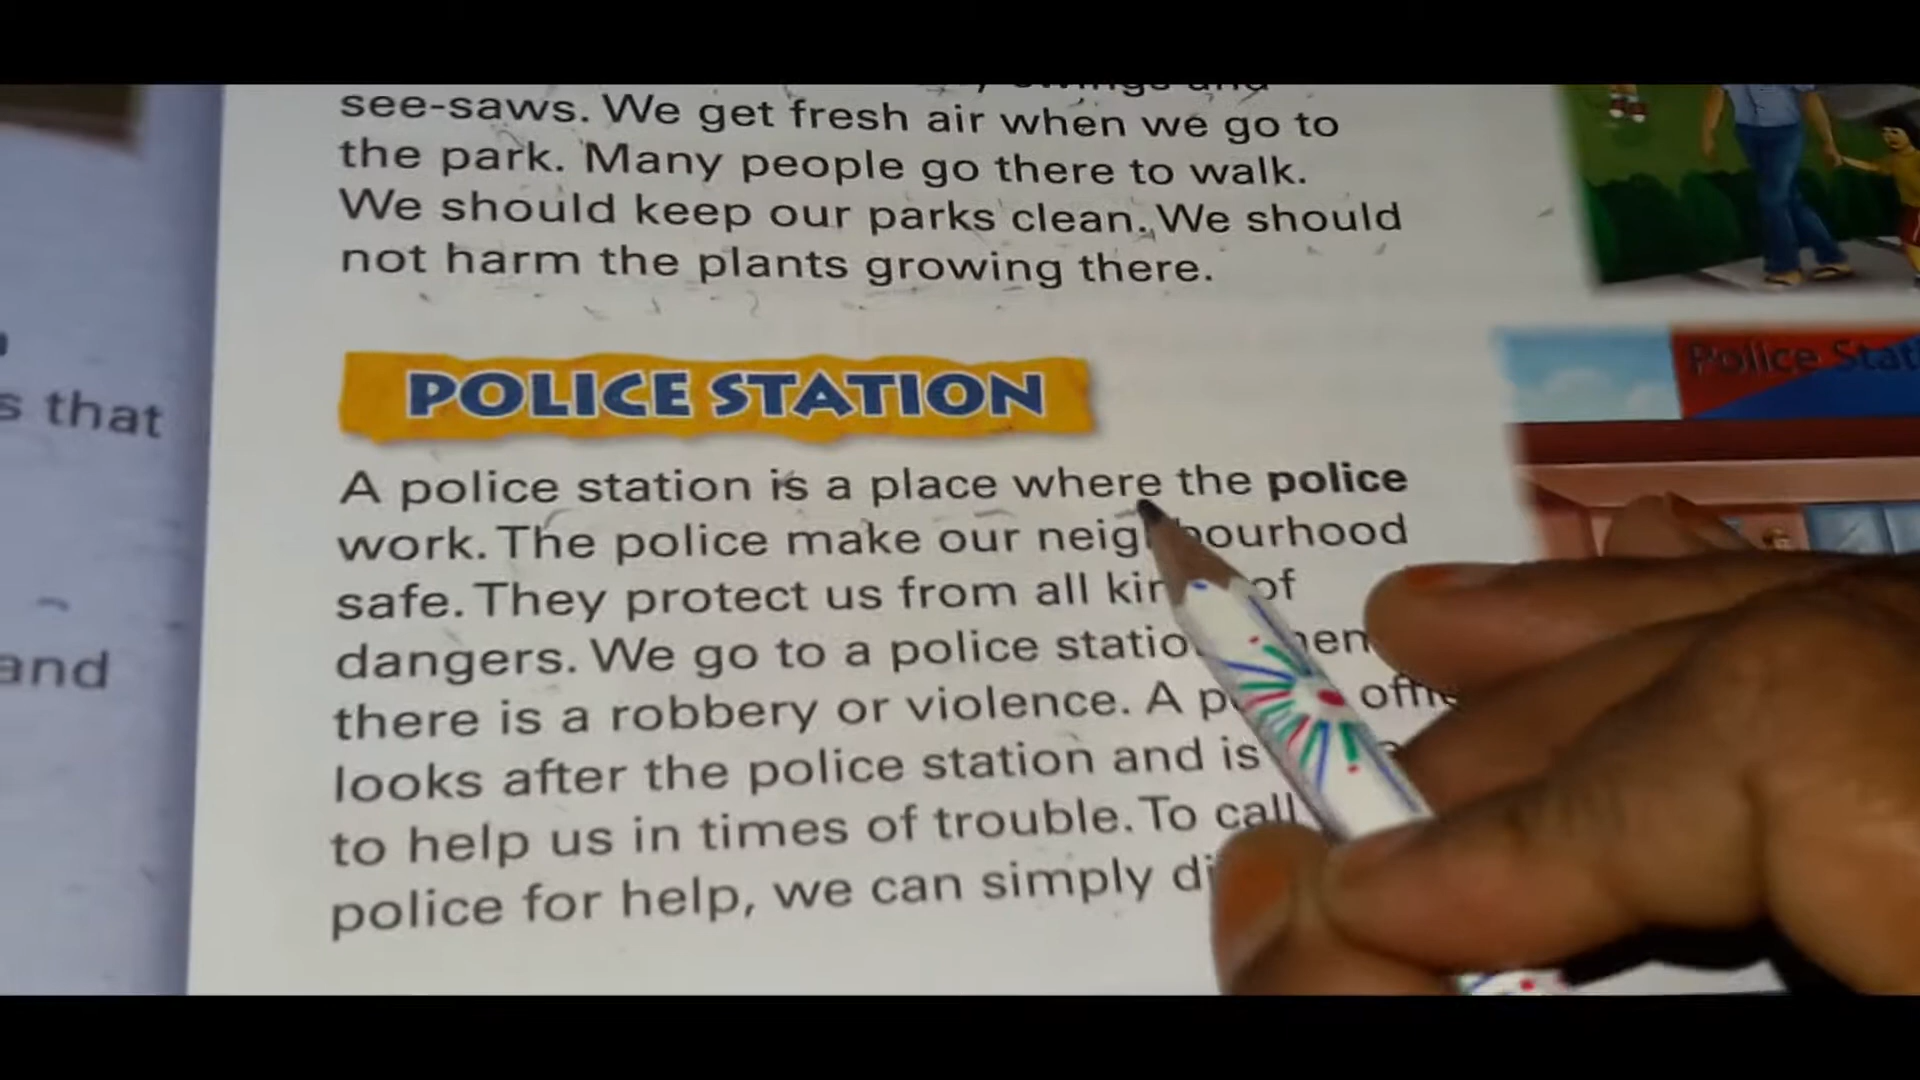 see-saws. We get fresh air when we go to
the park. Many people go there to walk.
We should keep our parks clean. We should
not harm the plants growing there.
POLICE STATION
A police station is a place where the police
work. The police make our neighbourhood
safe. They protect us from all of
dangers. We go to a police
there is a robbery or violence. A
looks after the police station and is
to help us in times of trouble. To call
police for help, we can simply
s that
and
Police